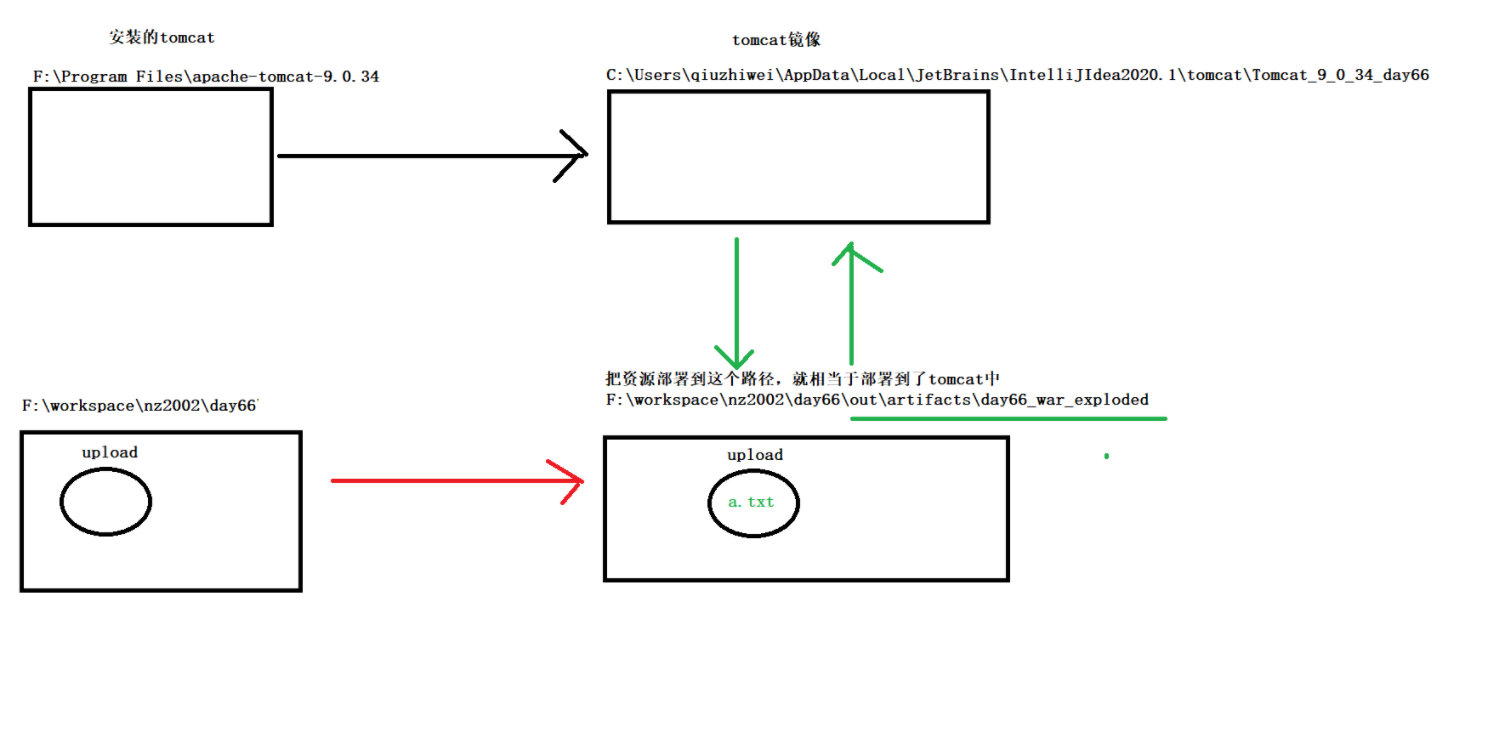 安装的tomcat
tomcat镜像
F:\Program Files\apache-tomcat-9.0.34
C:\Users\qiuzhiwei\AppData\Local\JetBrains\IntelliJIdea2020.1\tomcat\Tomcat_9_0_34_day66
把资源部署到这个路径，就相当于部署到了tomcat中
F:\workspace\nz2002\day66\out\artifacts\day66_war_exploded
F:\workspace\nz2002\day66
upload
upload
a.txt